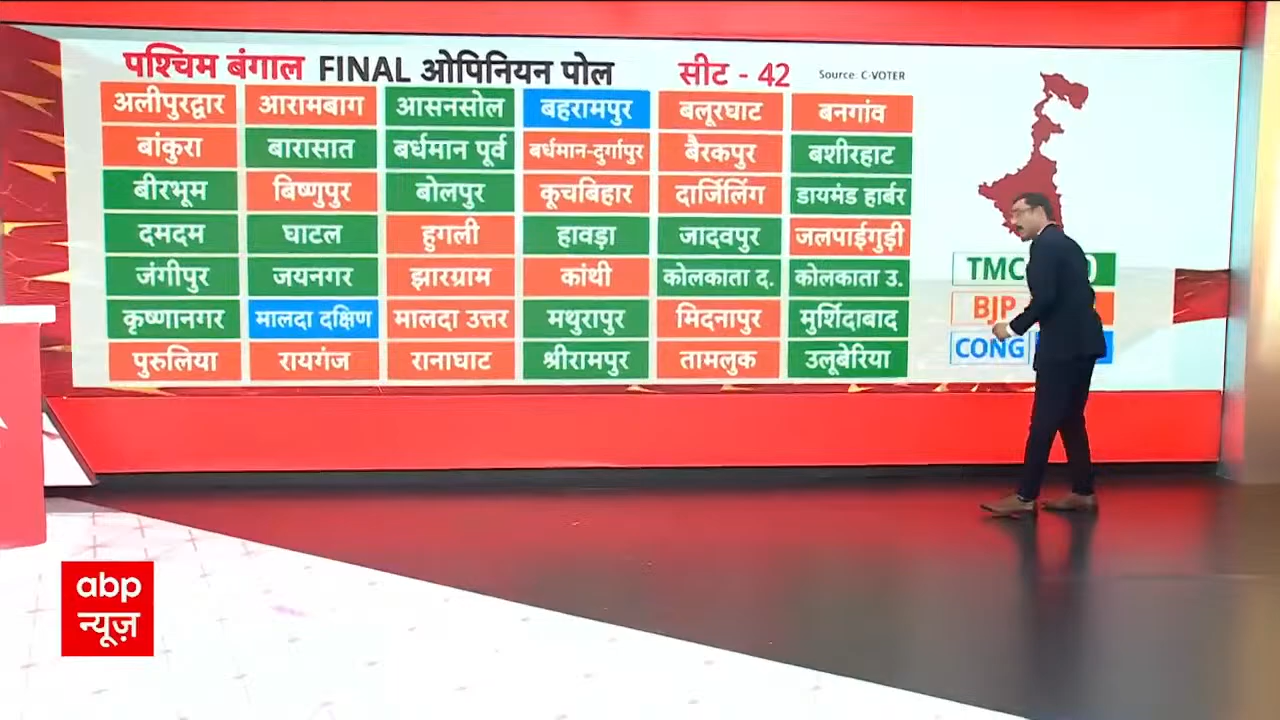 पश्चिम बंगाल FINAL ओपिनियन पोल सीट - 42 Source: C-VOTER
अलीपुरद्वार आरामबाग आसनसोल बहरामपुर बलूरघाट बनगांव
बांकुरा बारासात बर्धमान पूर्व बर्धमान-दुर्गापुर बैरकपुर बशीरहाट
बीरभूम बिष्णुपुर बोलपुर कूचबिहार दार्जिलिंग डायमंड हार्बर
दमदम घाटल हुगली हावड़ा जादवपुर जलपाईगुड़ी
जंगीपुर जयनगर झारग्राम कांथी कोलकाता द. कोलकाता उ.
कृष्णानगर मालदा दक्षिण मालदा उत्तर मथुरापुर मिदनापुर मुर्शिदाबाद
पुरुलिया रायगंज रानाघाट श्रीरामपुर तामलुक उलूबेरिया
TMC
BJP
CONG
abp
न्यूज़